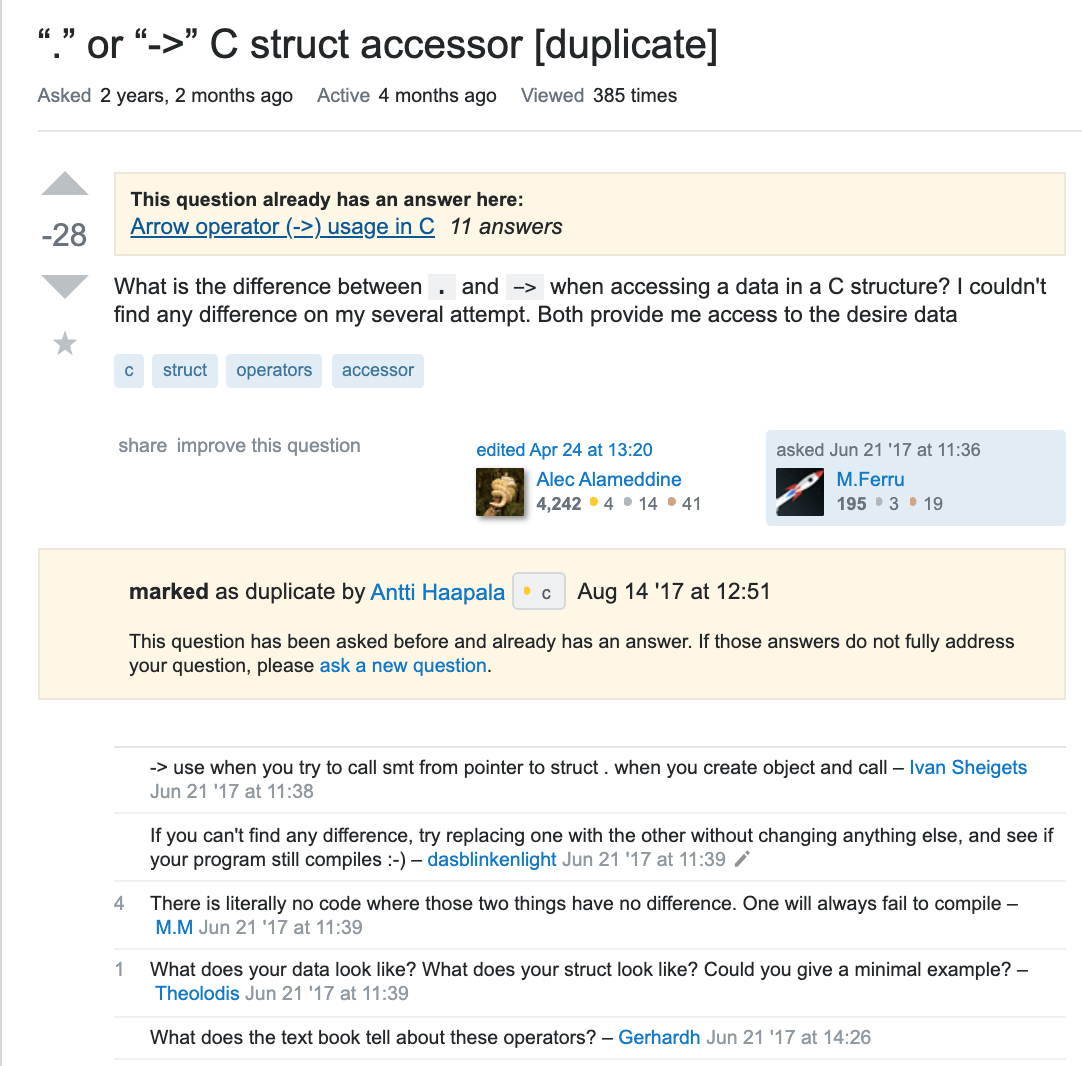 “.” or “->” C struct accessor [duplicate]
Asked 2 years, 2 months ago Active 4 months ago Viewed 385 times
-28
This question already has an answer here:
Arrow operator (->) usage in C 11 answers
What is the difference between . and -> when accessing a data in a C structure? I couldn't
find any difference on my several attempt. Both provide me access to the desire data
c struct operators accessor
share improve this question
edited Apr 24 at 13:20
Alec Alameddine
4,242 4 14 41
asked Jun 21 '17 at 11:36
M.Ferru
195 3 19
marked as duplicate by Antti Haapala c Aug 14 '17 at 12:51
This question has been asked before and already has an answer. If those answers do not fully address
your question, please ask a new question.
-> use when you try to call smt from pointer to struct . when you create object and call – Ivan Sheigets
Jun 21 '17 at 11:38
If you can't find any difference, try replacing one with the other without changing anything else, and see if
your program still compiles :-) – dasblinkenlight Jun 21 '17 at 11:39
4 There is literally no code where those two things have no difference. One will always fail to compile –
M.M Jun 21 '17 at 11:39
1 What does your data look like? What does your struct look like? Could you give a minimal example? –
Theolodis Jun 21 '17 at 11:39
What does the text book tell about these operators? – Gerhardh Jun 21 '17 at 14:26